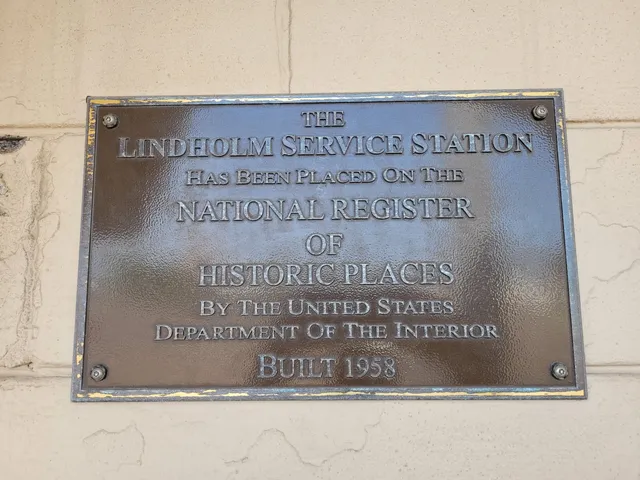 THE
LINDHOLM SERVICE STATION
HAS BEEN PLACED ON THE
NATIONAL REGISTER
OF
HISTORIC PLACES
BY THE UNITED STATES
DEPARTMENT OF THE INTERIOR
BUILT 1958